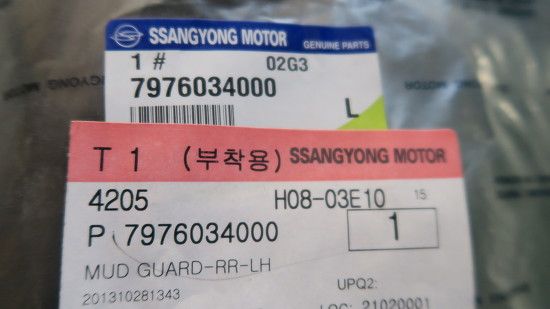 SSANGYONG MOTOR GENUINE PARTS
1 # 02G3
7976034000
L
T 1 (부착용) SSANGYONG MOTOR
4205 H08-03E10 15
P 7976034000 1
MUD GUARD-RR-LH
201310281343 UPQ2:
LOC: 21020001